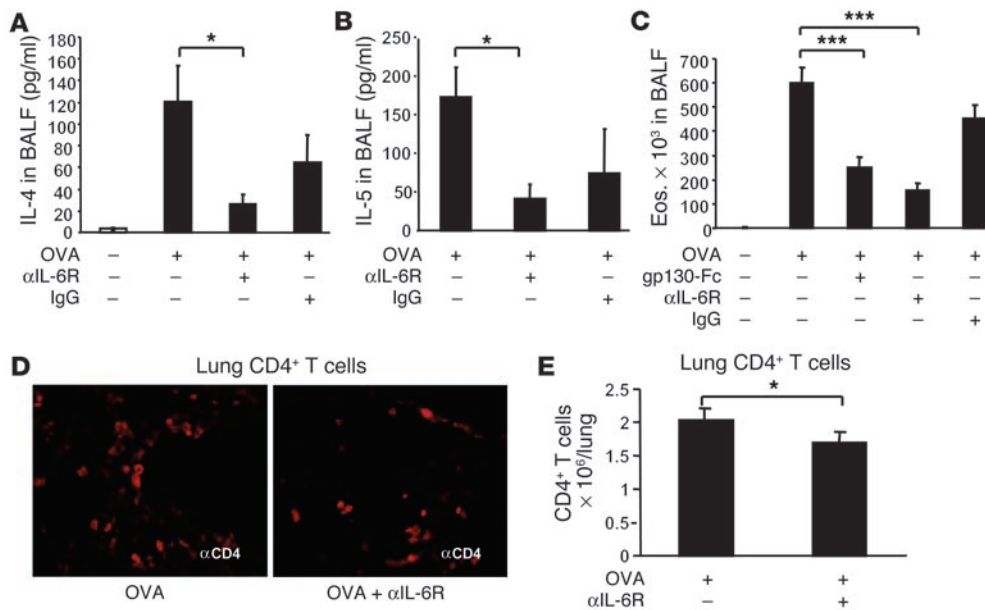 A
IL-4 in BALF (pg/ml)
180
160
140
120
100
80
60
40
20
0
*
OVA – + + +
αIL-6R – – + –
IgG – – – +
B
IL-5 in BALF (pg/ml)
250
200
150
100
50
0
*
OVA + + +
αIL-6R – + –
IgG – – +
C
Eos. × 10³ in BALF
700
600
500
400
300
200
100
0
***
***
OVA – + + + +
gp130-Fc – – + – –
αIL-6R – – – + –
IgG – – – – +
D
Lung CD4⁺ T cells
αCD4
αCD4
OVA
OVA + αIL-6R
E
Lung CD4⁺ T cells
CD4⁺ T cells
× 10⁶/lung
2.5
2
1.5
1
0.5
0
*
OVA + +
αIL-6R – +